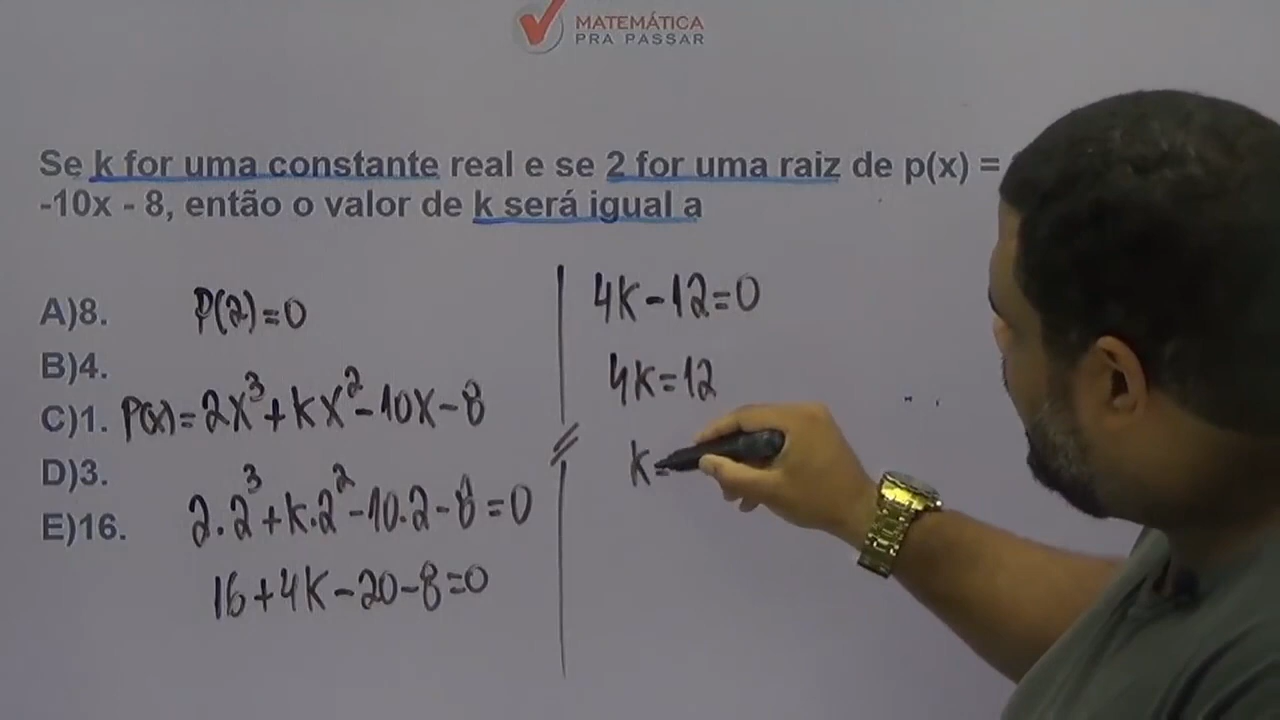 MATEMÁTICA
PRA PASSAR
Se k for uma constante real e se 2 for uma raiz de p(x) =
-10x - 8, então o valor de k será igual a
A)8.
B)4.
C)1.
D)3.
E)16.
P(2)=0
P(x)=2x³+kx²-10x-8
2.2³+k.2²-10.2-8=0
16+4k-20-8=0
4k-12=0
4k=12
k=